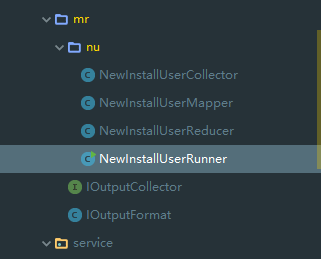 mr
nu
NewInstallUserCollector
NewInstallUserMapper
NewInstallUserReducer
NewInstallUserRunner
IOutputCollector
IOutputFormat
service